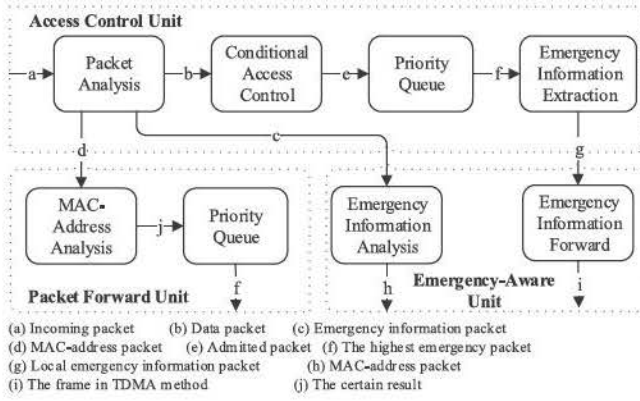 Access Control Unit
a
Packet
Analysis
b
Conditional
Access
Control
e
Priority
Queue
f
Emergency
Information
Extraction
c
d
g
MAC-
Address
Analysis
j
Priority
Queue
Emergency
Information
Analysis
Emergency
Information
Forward
Packet Forward Unit
f
h
Emergency-Aware
Unit
i
(a) Incoming packet (b) Data packet (c) Emergency information packet
(d) MAC-address packet (e) Admitted packet (f) The highest emergency packet
(g) Local emergency information packet (h) MAC-address packet
(i) The frame in TDMA method (j) The certain result